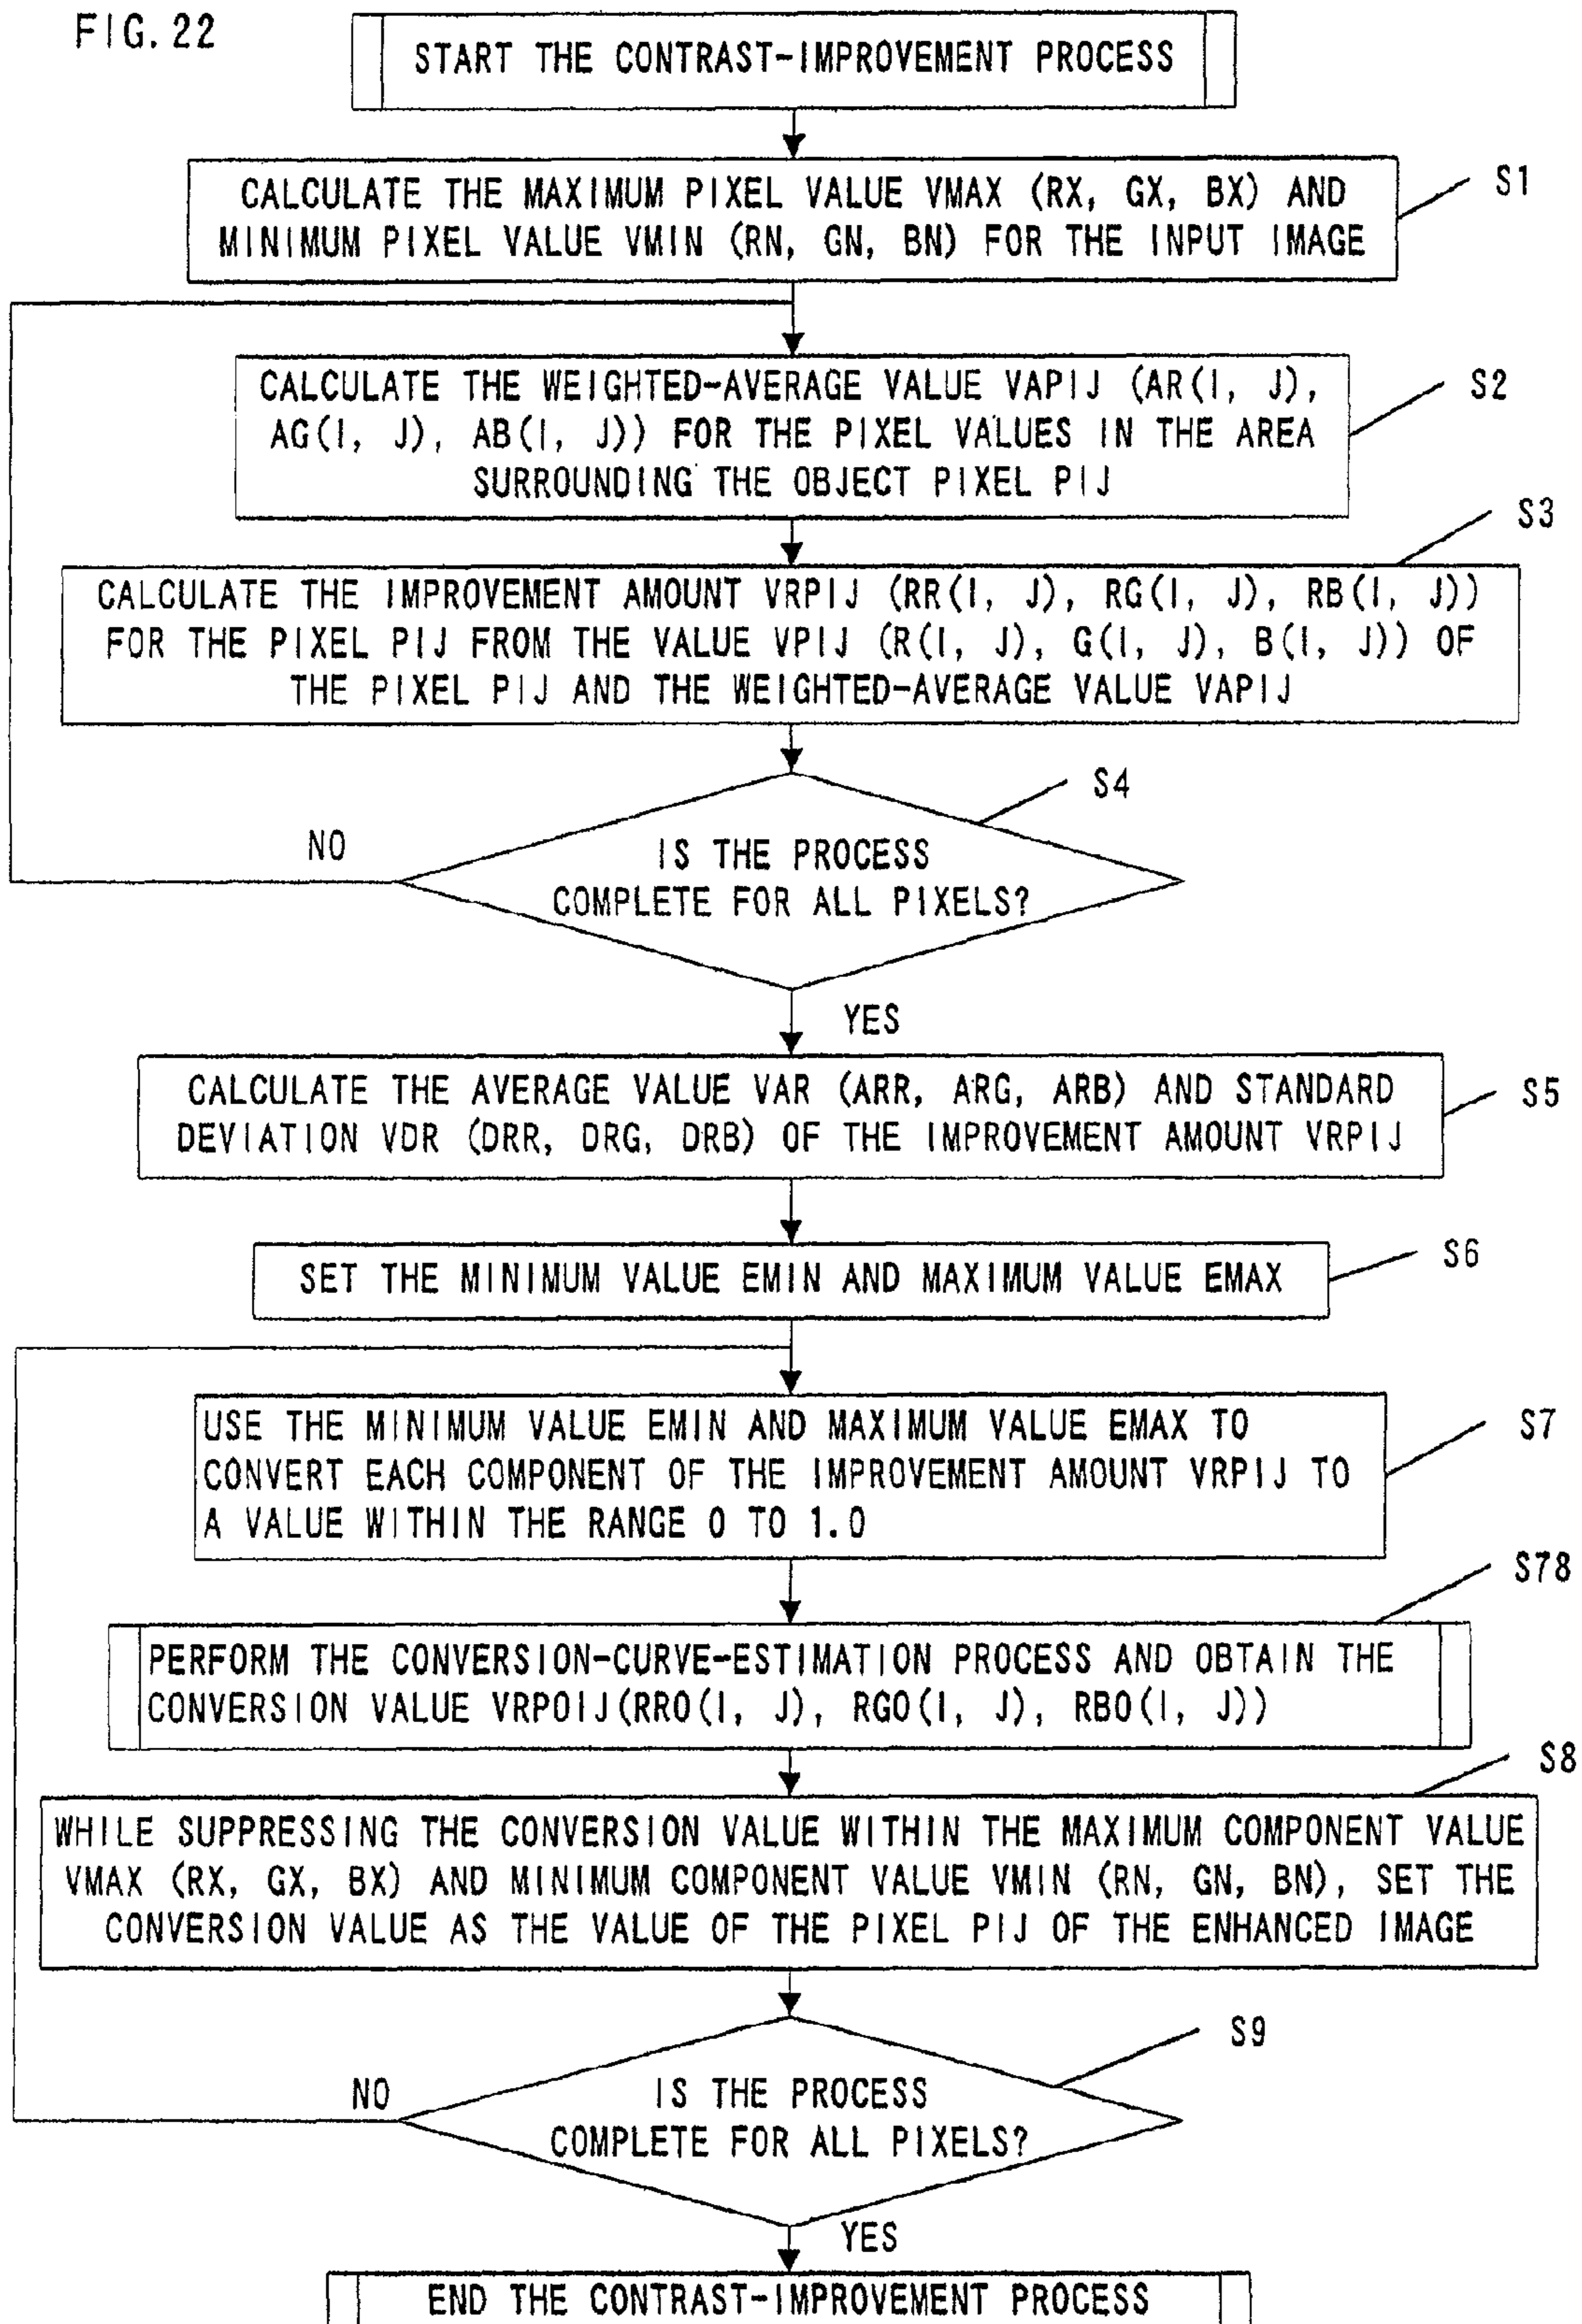 FIG. 22
START THE CONTRAST-IMPROVEMENT PROCESS
CALCULATE THE MAXIMUM PIXEL VALUE VMAX (RX, GX, BX) AND
MINIMUM PIXEL VALUE VMIN (RN, GN, BN) FOR THE INPUT IMAGE
S1
CALCULATE THE WEIGHTED-AVERAGE VALUE VAPIJ (AR(I, J),
AG(I, J), AB(I, J)) FOR THE PIXEL VALUES IN THE AREA
SURROUNDING THE OBJECT PIXEL PIJ
S2
CALCULATE THE IMPROVEMENT AMOUNT VRPIJ (RR(I, J), RG(I, J), RB(I, J))
FOR THE PIXEL PIJ FROM THE VALUE VPIJ (R(I, J), G(I, J), B(I, J)) OF
THE PIXEL PIJ AND THE WEIGHTED-AVERAGE VALUE VAPIJ
S3
IS THE PROCESS
COMPLETE FOR ALL PIXELS?
S4
NO
YES
CALCULATE THE AVERAGE VALUE VAR (ARR, ARG, ARB) AND STANDARD
DEVIATION VDR (DRR, DRG, DRB) OF THE IMPROVEMENT AMOUNT VRPIJ
S5
SET THE MINIMUM VALUE EMIN AND MAXIMUM VALUE EMAX
S6
USE THE MINIMUM VALUE EMIN AND MAXIMUM VALUE EMAX TO
CONVERT EACH COMPONENT OF THE IMPROVEMENT AMOUNT VRPIJ TO
A VALUE WITHIN THE RANGE 0 TO 1.0
S7
PERFORM THE CONVERSION-CURVE-ESTIMATION PROCESS AND OBTAIN THE
CONVERSION VALUE VRPOIJ(RRO(I, J), RGO(I, J), RBO(I, J))
S78
WHILE SUPPRESSING THE CONVERSION VALUE WITHIN THE MAXIMUM COMPONENT VALUE
VMAX (RX, GX, BX) AND MINIMUM COMPONENT VALUE VMIN (RN, GN, BN), SET THE
CONVERSION VALUE AS THE VALUE OF THE PIXEL PIJ OF THE ENHANCED IMAGE
S8
IS THE PROCESS
COMPLETE FOR ALL PIXELS?
S9
NO
YES
END THE CONTRAST-IMPROVEMENT PROCESS